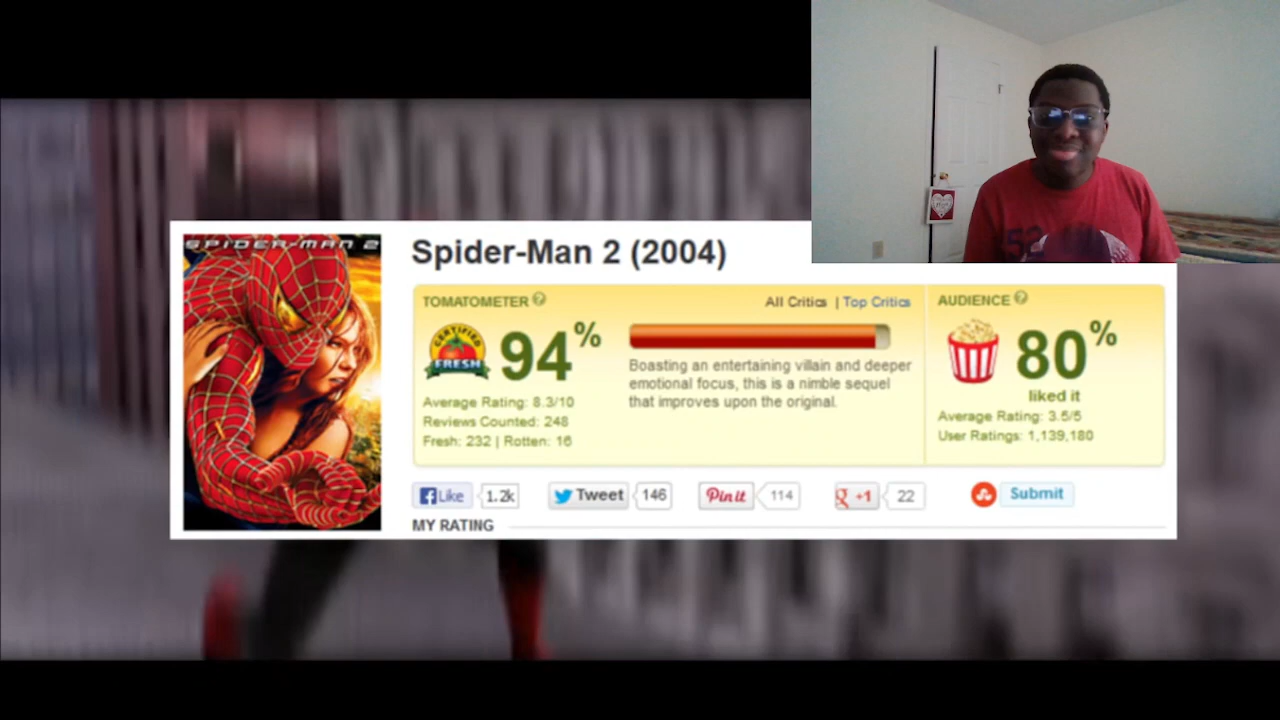 SPIDER-MAN 2
Spider-Man 2 (2004)
TOMATOMETER ?
All Critics | Top Critics
AUDIENCE ?
CERTIFIED
FRESH
94%
Boasting an entertaining villain and deeper
emotional focus, this is a nimble sequel
that improves upon the original.
Average Rating: 8.3/10
Reviews Counted: 248
Fresh: 232 | Rotten: 16
80%
liked it
Average Rating: 3.5/5
User Ratings: 1,139,180
Like 1.2k Tweet 146 Pin it 114 +1 22 Submit
MY RATING
52